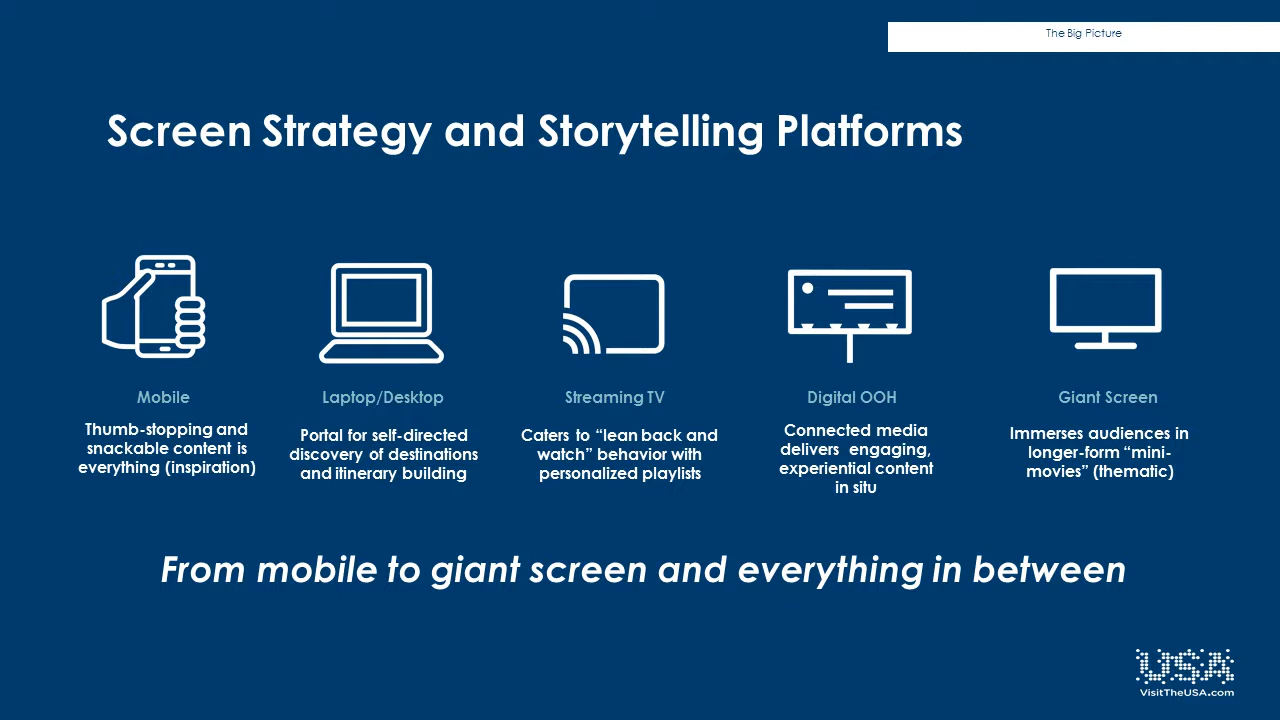 The Big Picture
Screen Strategy and Storytelling Platforms
Mobile
Thumb-stopping and
snackable content is
everything (inspiration)
Laptop/Desktop
Portal for self-directed
discovery of destinations
and itinerary building
Streaming TV
Caters to “lean back and
watch” behavior with
personalized playlists
Digital OOH
Connected media
delivers engaging,
experiential content
in situ
Giant Screen
Immerses audiences in
longer-form “mini-
movies” (thematic)
From mobile to giant screen and everything in between
USA
VisitTheUSA.com